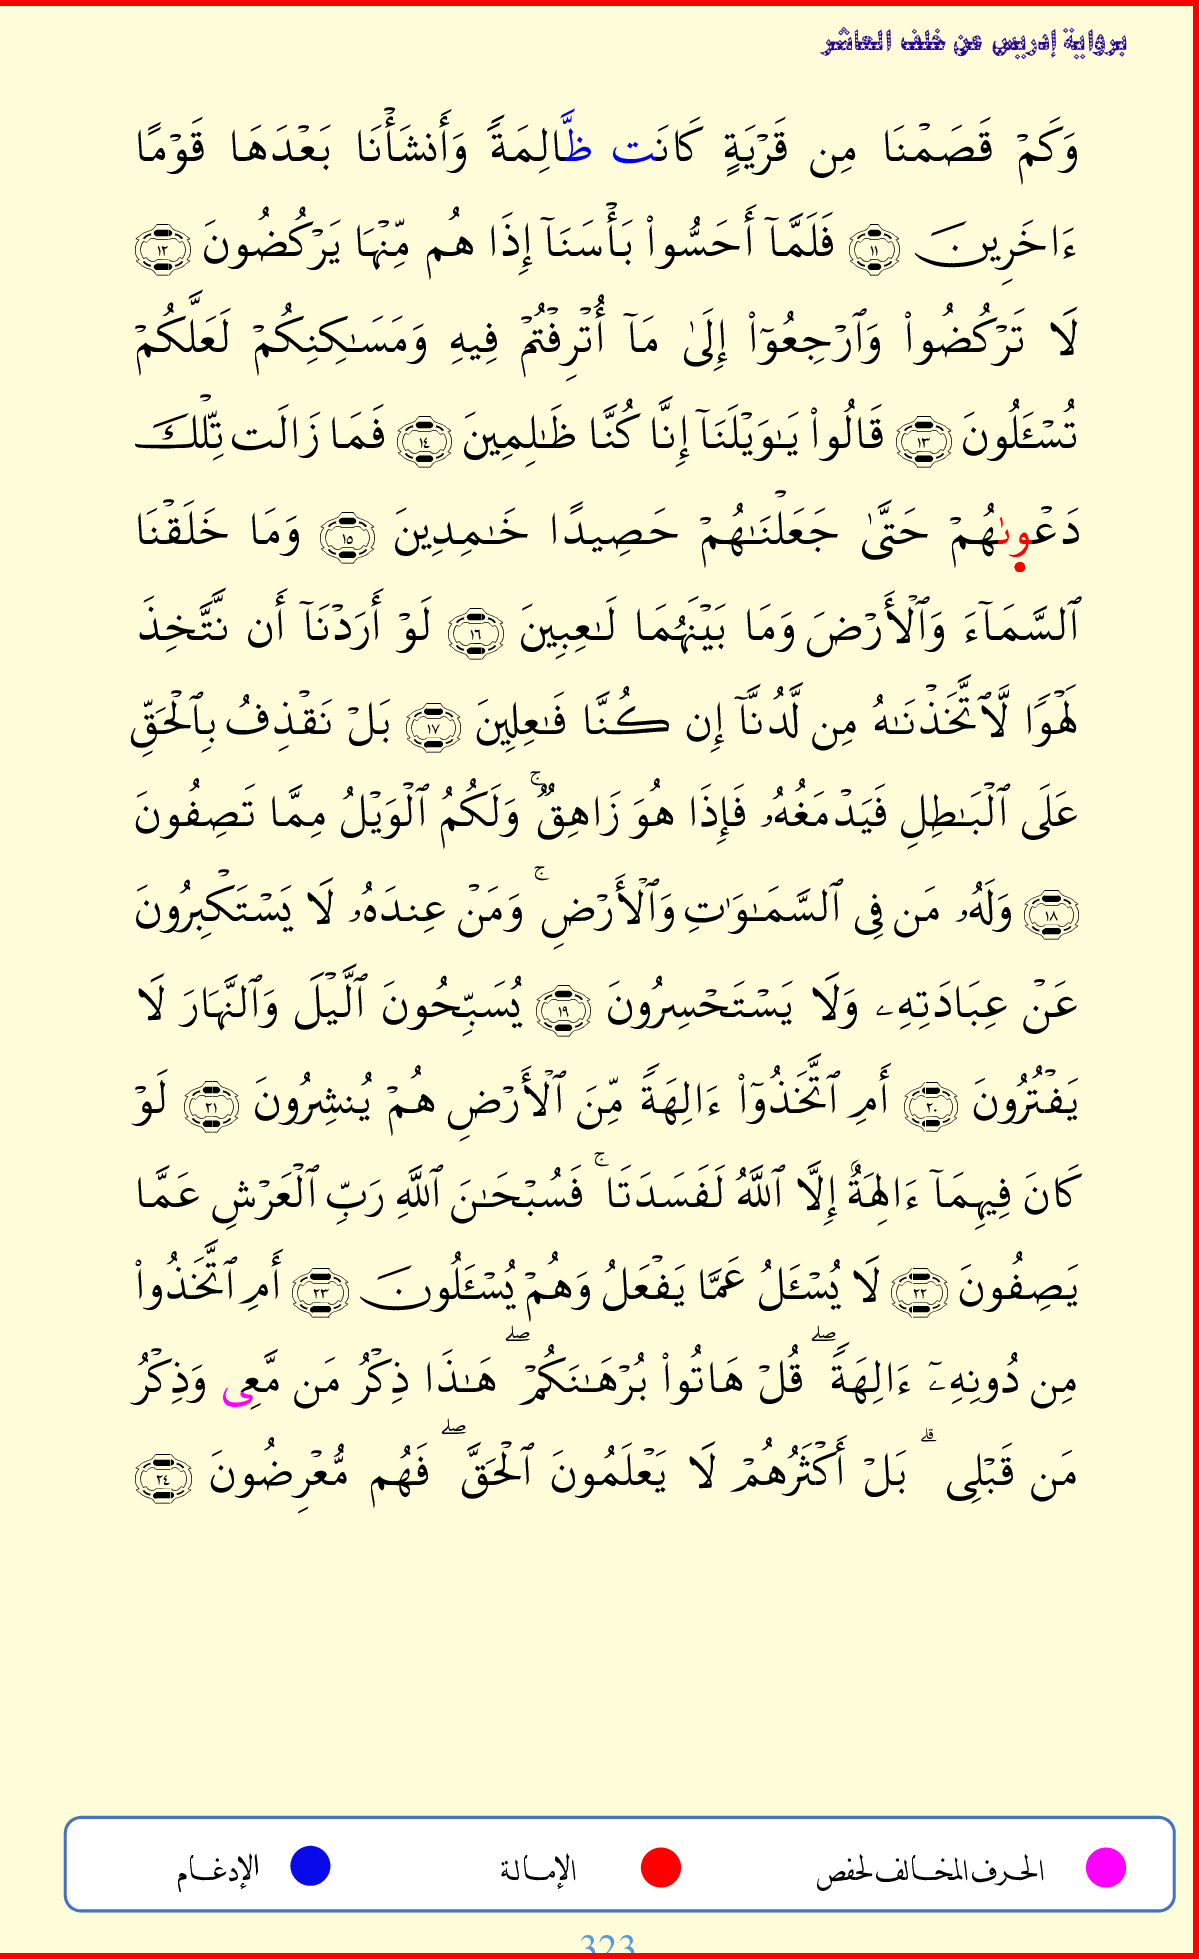 برواية إدريس عن خلف العاشر
وَكَمۡ قَصَمۡنَا مِن قَرۡيَةٖ كَانَت ظَّالِمَةٗ وَأَنشَأۡنَا بَعۡدَهَا قَوۡمًا
ءَاخَرِينَ ١١ فَلَمَّآ أَحَسُّواْ بَأۡسَنَآ إِذَا هُم مِّنۡهَا يَرۡكُضُونَ ١٢
لَا تَرۡكُضُواْ وَٱرۡجِعُوٓاْ إِلَىٰ مَآ أُتۡرِفۡتُمۡ فِيهِ وَمَسَٰكِنِكُمۡ لَعَلَّكُمۡ
تُسۡـَٔلُونَ ١٣ قَالُواْ يَٰوَيۡلَنَآ إِنَّا كُنَّا ظَٰلِمِينَ ١٤ فَمَا زَالَت تِّلۡكَ
دَعۡوىٰهُمۡ حَتَّىٰ جَعَلۡنَٰهُمۡ حَصِيدًا خَٰمِدِينَ ١٥ وَمَا خَلَقۡنَا
ٱلسَّمَآءَ وَٱلۡأَرۡضَ وَمَا بَيۡنَهُمَا لَٰعِبِينَ ١٦ لَوۡ أَرَدۡنَآ أَن نَّتَّخِذَ
لَهۡوٗا لَّٱتَّخَذۡنَٰهُ مِن لَّدُنَّآ إِن كُنَّا فَٰعِلِينَ ١٧ بَلۡ نَقۡذِفُ بِٱلۡحَقِّ
عَلَى ٱلۡبَٰطِلِ فَيَدۡمَغُهُۥ فَإِذَا هُوَ زَاهِقٞۚ وَلَكُمُ ٱلۡوَيۡلُ مِمَّا تَصِفُونَ
١٨ وَلَهُۥ مَن فِي ٱلسَّمَٰوَٰتِ وَٱلۡأَرۡضِۚ وَمَنۡ عِندَهُۥ لَا يَسۡتَكۡبِرُونَ
عَنۡ عِبَادَتِهِۦ وَلَا يَسۡتَحۡسِرُونَ ١٩ يُسَبِّحُونَ ٱلَّيۡلَ وَٱلنَّهَارَ لَا
يَفۡتُرُونَ ٢٠ أَمِ ٱتَّخَذُوٓاْ ءَالِهَةٗ مِّنَ ٱلۡأَرۡضِ هُمۡ يُنشِرُونَ ٢١ لَوۡ
كَانَ فِيهِمَآ ءَالِهَةٌ إِلَّا ٱللَّهُ لَفَسَدَتَاۚ فَسُبۡحَٰنَ ٱللَّهِ رَبِّ ٱلۡعَرۡشِ عَمَّا
يَصِفُونَ ٢٢ لَا يُسۡـَٔلُ عَمَّا يَفۡعَلُ وَهُمۡ يُسۡـَٔلُونَ ٢٣ أَمِ ٱتَّخَذُواْ
مِن دُونِهِۦٓ ءَالِهَةٗۖ قُلۡ هَاتُواْ بُرۡهَٰنَكُمۡۖ هَٰذَا ذِكۡرُ مَن مَّعِي وَذِكۡرُ
مَن قَبۡلِيۗ بَلۡ أَكۡثَرُهُمۡ لَا يَعۡلَمُونَ ٱلۡحَقَّۖ فَهُم مُّعۡرِضُونَ ٢٤
الحرف المخالف لحفص الإمالة الإدغام
323